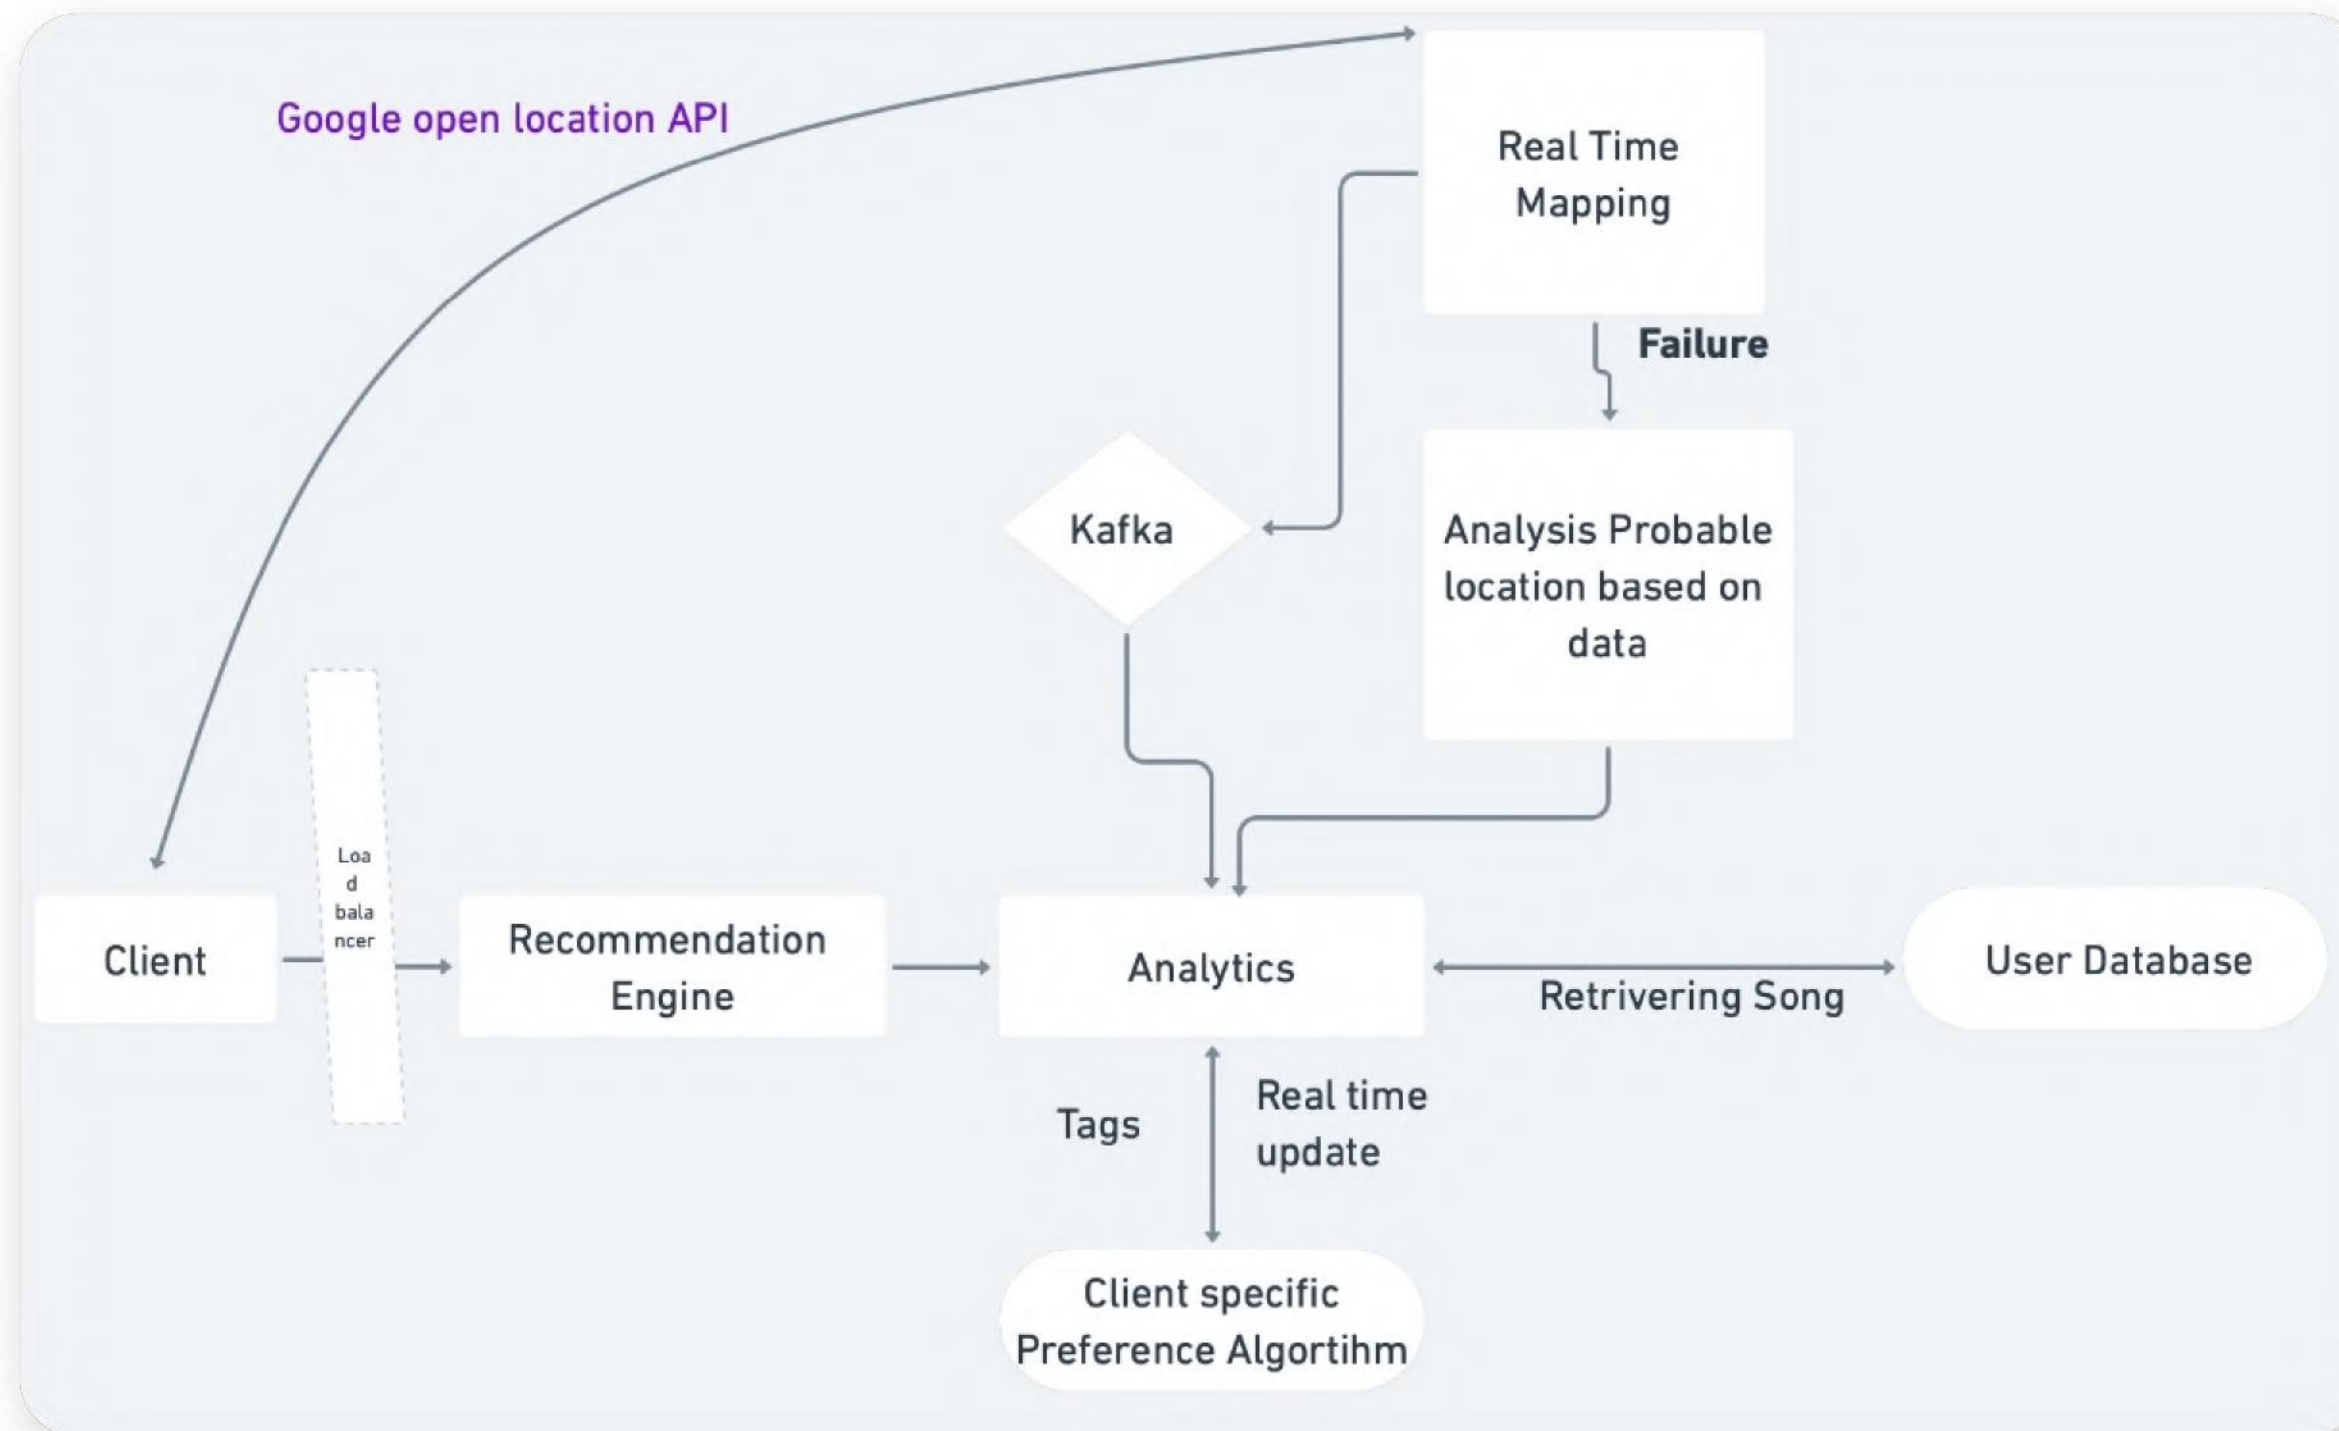 Google open location API
Real Time
Mapping
Failure
Kafka
Analysis Probable
location based on
data
Loa
d
bala
ncer
Client
Recommendation
Engine
Analytics
Retrivering Song
User Database
Tags
Real time
update
Client specific
Preference Algortihm